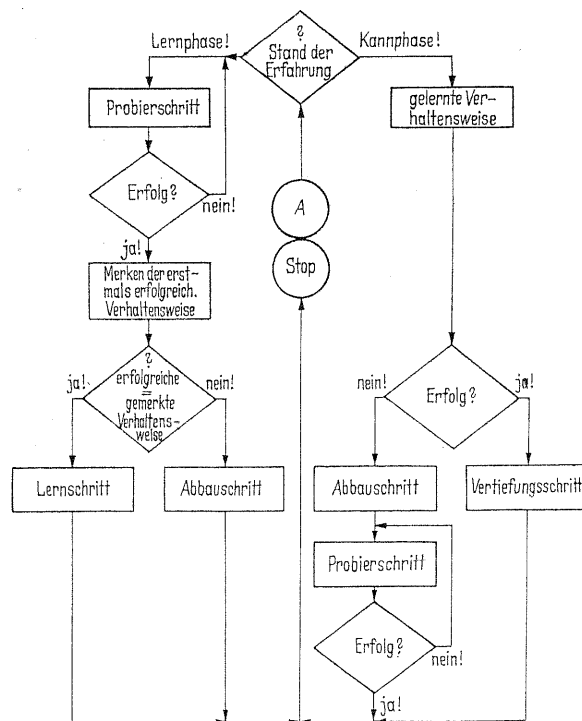 ?
Stand der
Erfahrung
Lernphase!
Kannphase!
Probierschritt
gelernte Ver-
haltensweise
Erfolg?
nein!
ja!
A
Stop
Merken der erst-
mals erfolgreich.
Verhaltensweise
?
erfolgreiche
=
gemerkte
Verhaltens-
weise
ja!
nein!
Lernschritt
Abbauschritt
Erfolg?
nein!
ja!
Abbauschritt
Vertiefungsschritt
Probierschritt
Erfolg?
nein!
ja!